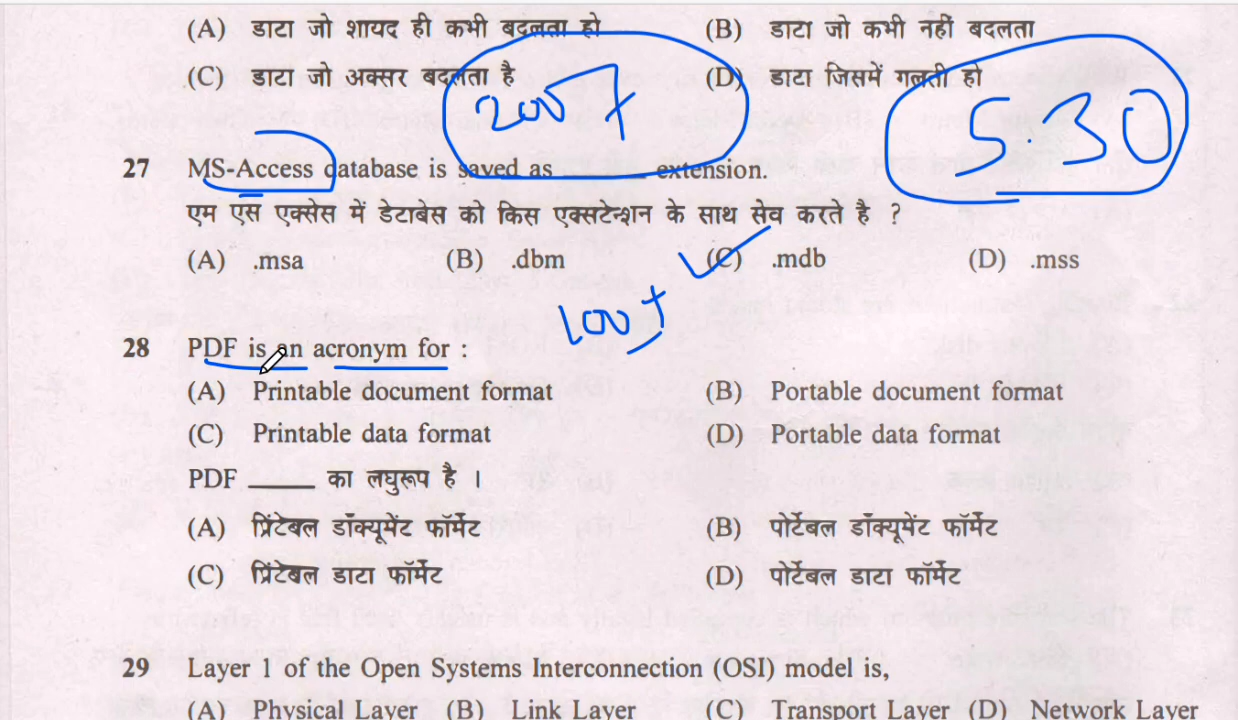 (A) डाटा जो शायद ही कभी बदलता हो (B) डाटा जो कभी नहीं बदलता
(C) डाटा जो अक्सर बदलता है (D) डाटा जिसमें गलती हो
200+
5.30
27 MS-Access database is saved as ______ extension.
एम एस एक्सेस में डेटाबेस को किस एक्सटेन्शन के साथ सेव करते है ?
(A) .msa (B) .dbm (C) .mdb (D) .mss
100+
28 PDF is an acronym for :
(A) Printable document format (B) Portable document format
(C) Printable data format (D) Portable data format
PDF ______ का लघुरूप है ।
(A) प्रिंटेबल डॉक्यूमेंट फॉर्मेट (B) पोर्टेबल डॉक्यूमेंट फॉर्मेट
(C) प्रिंटेबल डाटा फॉर्मेट (D) पोर्टेबल डाटा फॉर्मेट
29 Layer 1 of the Open Systems Interconnection (OSI) model is,
(A) Physical Layer (B) Link Layer (C) Transport Layer (D) Network Layer